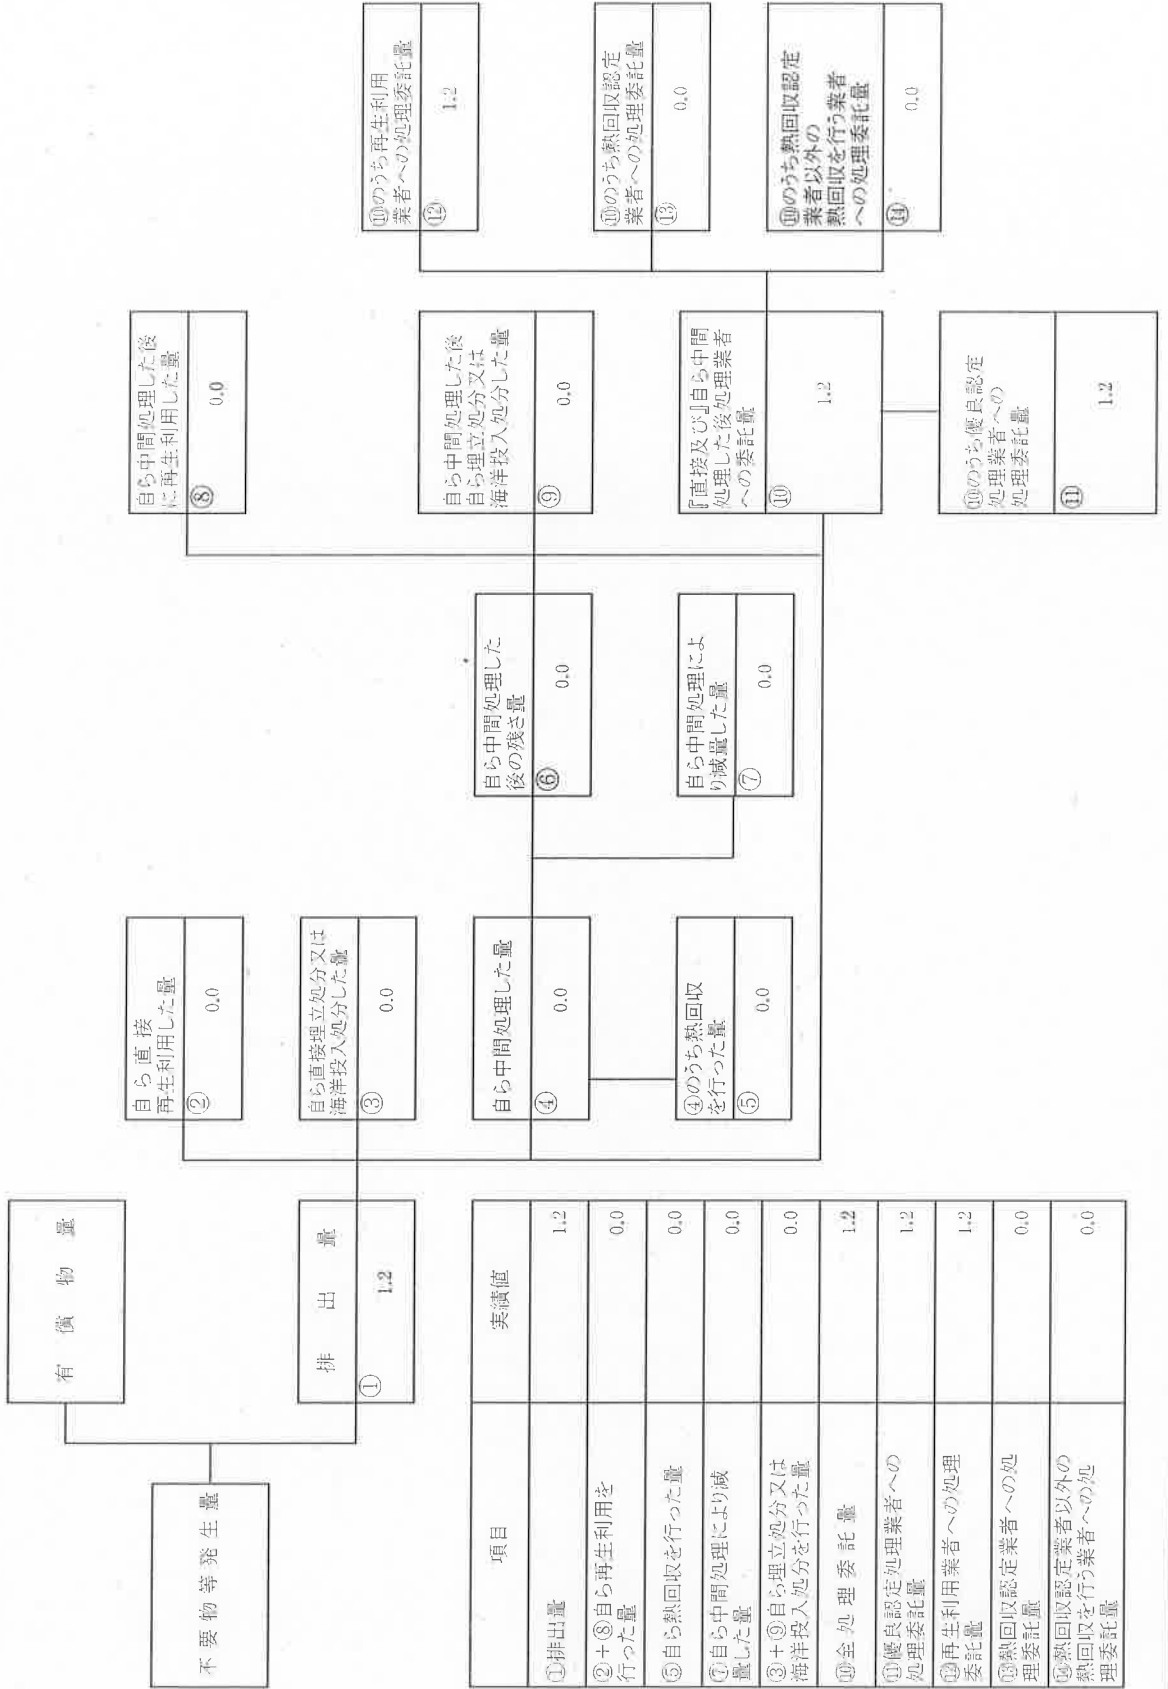 不要物等発生量
有償物量
排出量
①
1.2
自ら直接
再生利用した量
②
0.0
自ら直接埋立処分又は
海洋投入処分した量
③
0.0
自ら中間処理した量
④
0.0
④のうち熱回収
を行った量
⑤
0.0
自ら中間処理した
後の残さ量
⑥
0.0
自ら中間処理によ
り減量した量
⑦
0.0
自ら中間処理した後
に再生利用した量
⑧
0.0
自ら中間処理した後
自ら埋立処分又は
海洋投入処分した量
⑨
0.0
『直接及び』自ら中間
処理した後処理業者
への委託量
⑩
1.2
⑩のうち優良認定
処理業者への
処理委託量
⑪
1.2
⑩のうち再生利用
業者への処理委託量
⑫
1.2
⑩のうち熱回収認定
業者への処理委託量
⑬
0.0
⑩のうち熱回収認定
業者以外の
熱回収を行う業者
への処理委託量
⑭
0.0
項目 実績値
①排出量 1.2
②+⑧自ら再生利用を
行った量 0.0
⑤自ら熱回収を行った量 0.0
⑦自ら中間処理により減
量した量 0.0
③+⑨自ら埋立処分又は
海洋投入処分を行った量 0.0
⑩全処理委託量 1.2
⑪優良認定処理業者への
処理委託量 1.2
⑫再生利用業者への処理
委託量 1.2
⑬熱回収認定業者への処
理委託量 0.0
⑭熱回収認定業者以外の
熱回収を行う業者への処
理委託量 0.0